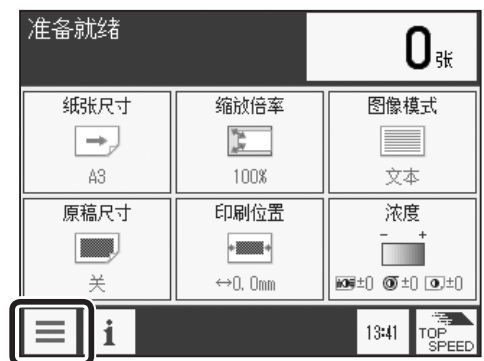 准备就绪
0张
纸张尺寸
缩放倍率
图像模式
A3
100%
文本
原稿尺寸
印刷位置
浓度
- +
关
↔0.0mm
±0 ±0 ±0
i
13:41
TOP
SPEED